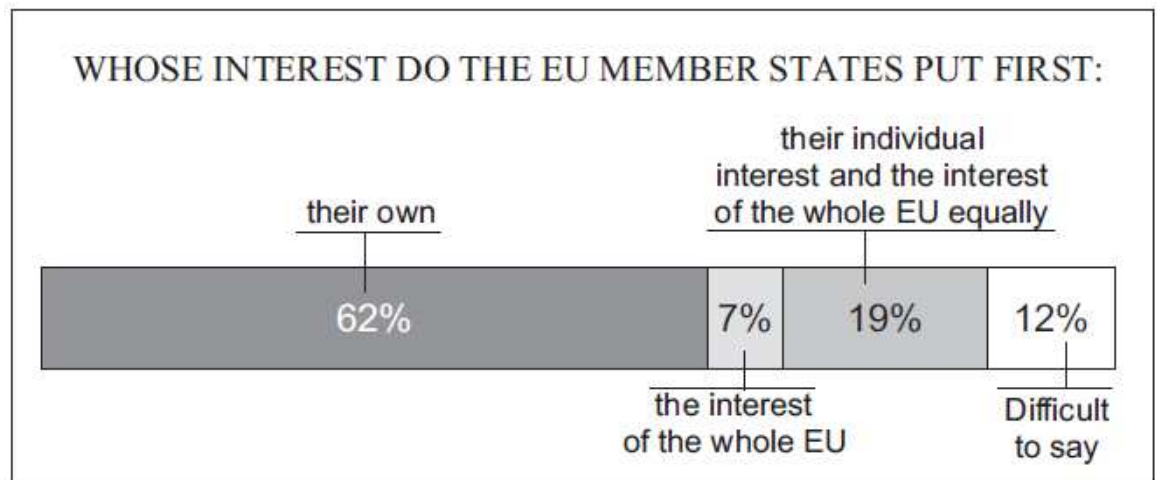 WHOSE INTEREST DO THE EU MEMBER STATES PUT FIRST:
their own
their individual
interest and the interest
of the whole EU equally
62%
7%
19%
12%
the interest
of the whole EU
Difficult
to say